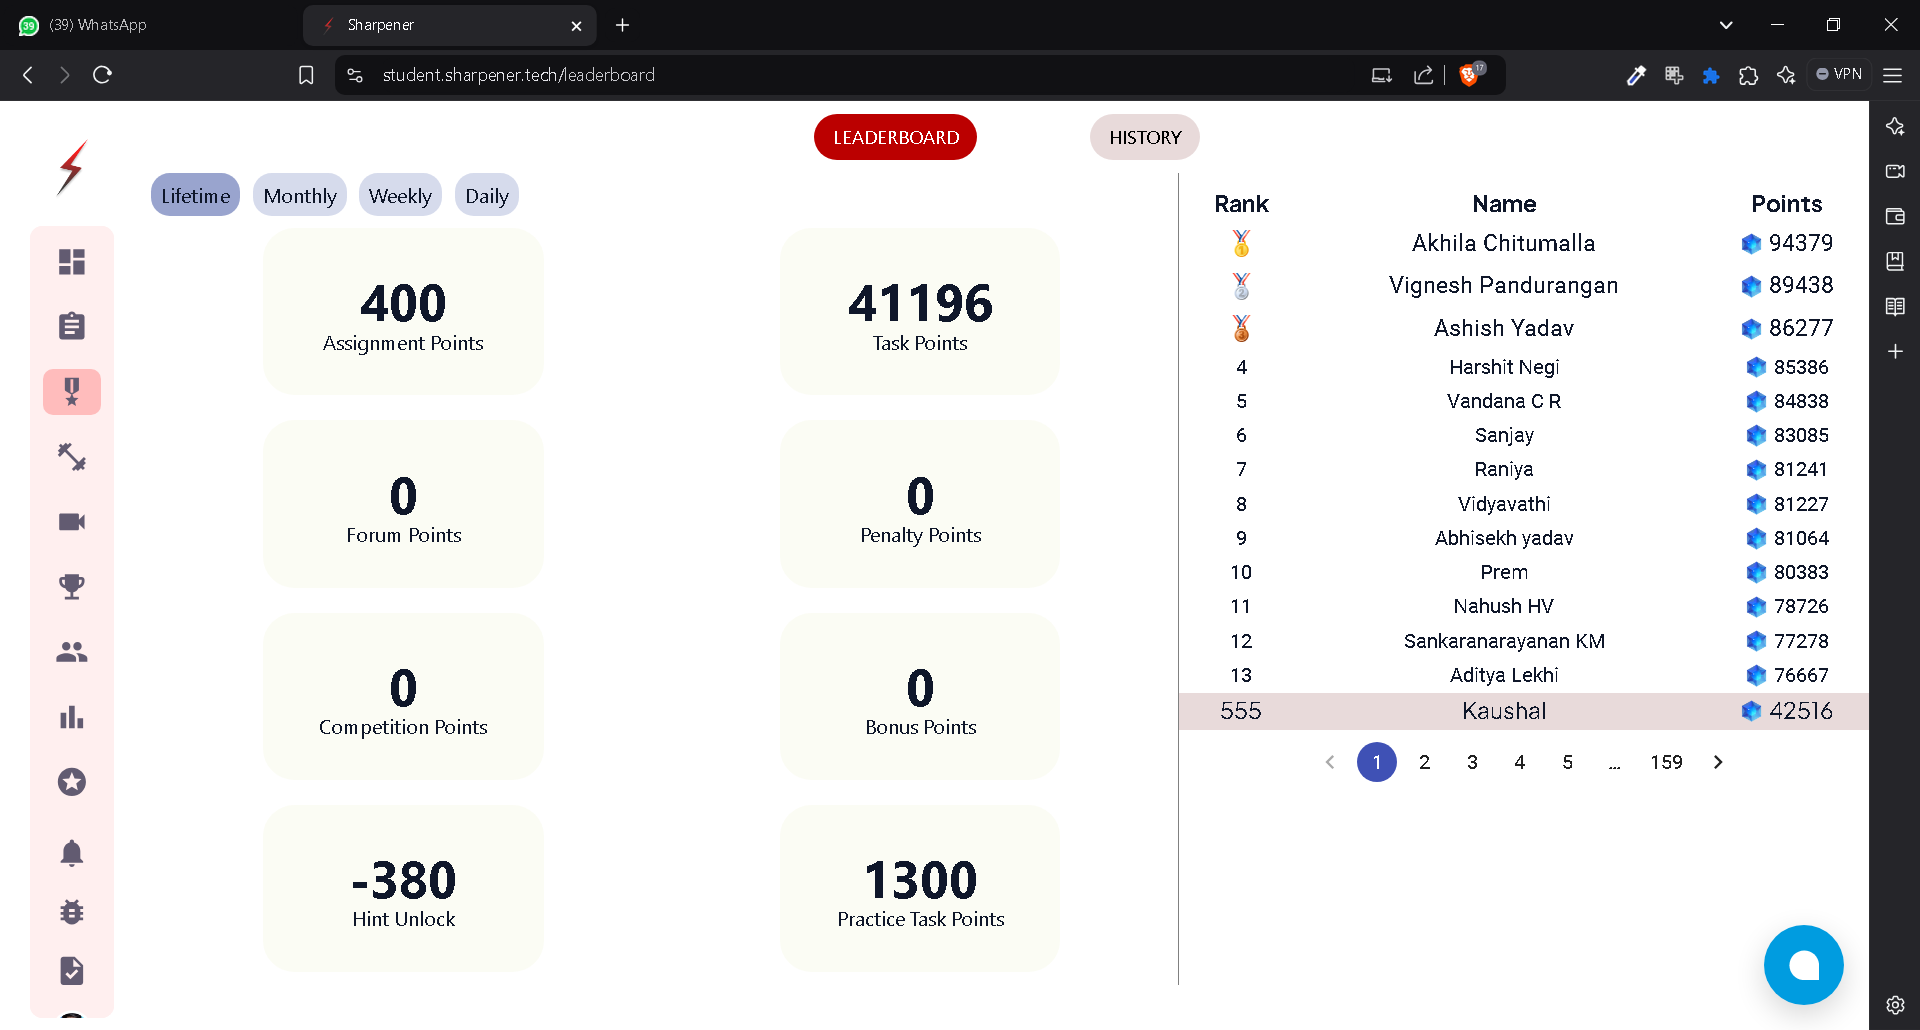 39 (39) WhatsApp
Sharpener
student.sharpener.tech/leaderboard
17
VPN
LEADERBOARD
HISTORY
Lifetime
Monthly
Weekly
Daily
400
Assignment Points
41196
Task Points
0
Forum Points
0
Penalty Points
0
Competition Points
0
Bonus Points
-380
Hint Unlock
1300
Practice Task Points
Rank Name Points
Akhila Chitumalla 94379
Vignesh Pandurangan 89438
Ashish Yadav 86277
4 Harshit Negi 85386
5 Vandana C R 84838
6 Sanjay 83085
7 Raniya 81241
8 Vidyavathi 81227
9 Abhisekh yadav 81064
10 Prem 80383
11 Nahush HV 78726
12 Sankaranarayanan KM 77278
13 Aditya Lekhi 76667
555 Kaushal 42516
1 2 3 4 5 ... 159